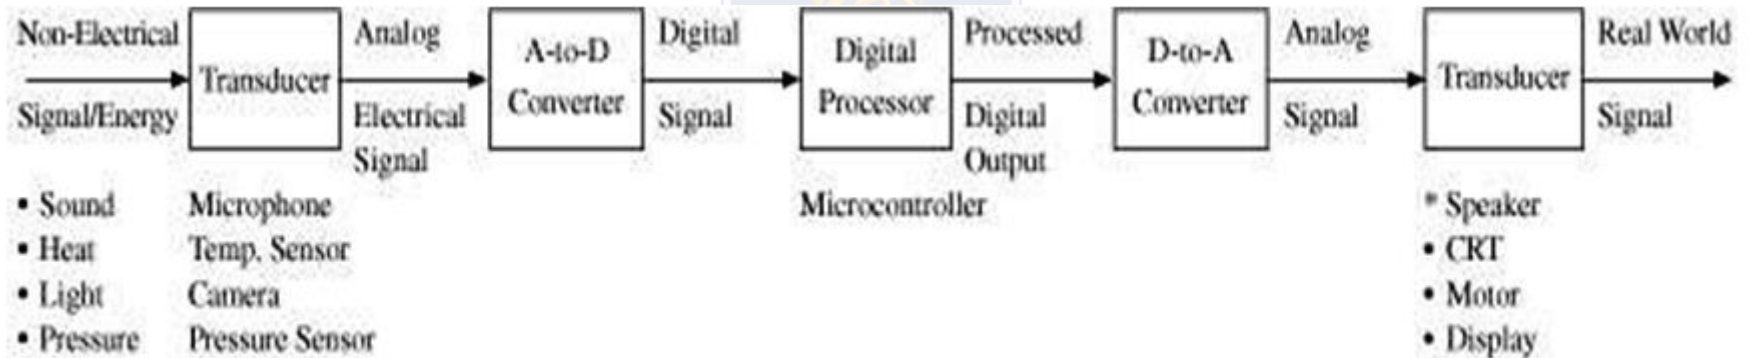 Non-Electrical
Signal/Energy
Transducer
Analog
Electrical
Signal
A-to-D
Converter
Digital
Signal
Digital
Processor
Processed
Digital
Output
D-to-A
Converter
Analog
Signal
Transducer
Real World
Signal
• Sound
• Heat
• Light
• Pressure
Microphone
Temp. Sensor
Camera
Pressure Sensor
Microcontroller
* Speaker
• CRT
• Motor
• Display